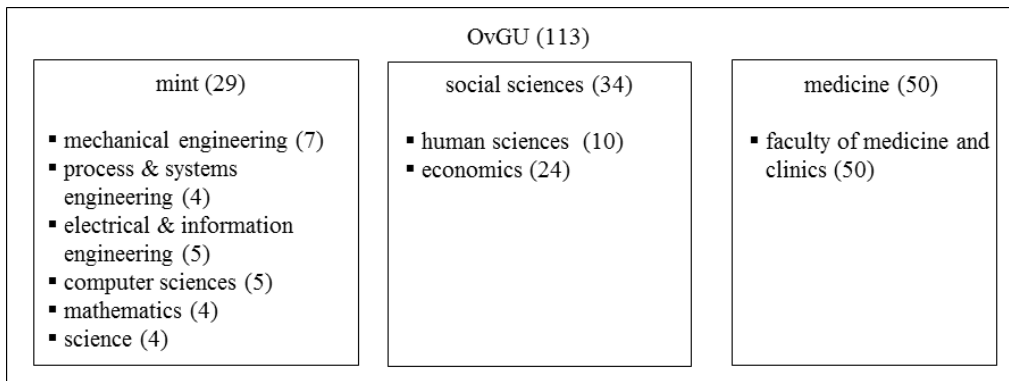 OvGU (113)
mint (29)
▪ mechanical engineering (7)
▪ process & systems
engineering (4)
▪ electrical & information
engineering (5)
▪ computer sciences (5)
▪ mathematics (4)
▪ science (4)
social sciences (34)
▪ human sciences (10)
▪ economics (24)
medicine (50)
▪ faculty of medicine and
clinics (50)